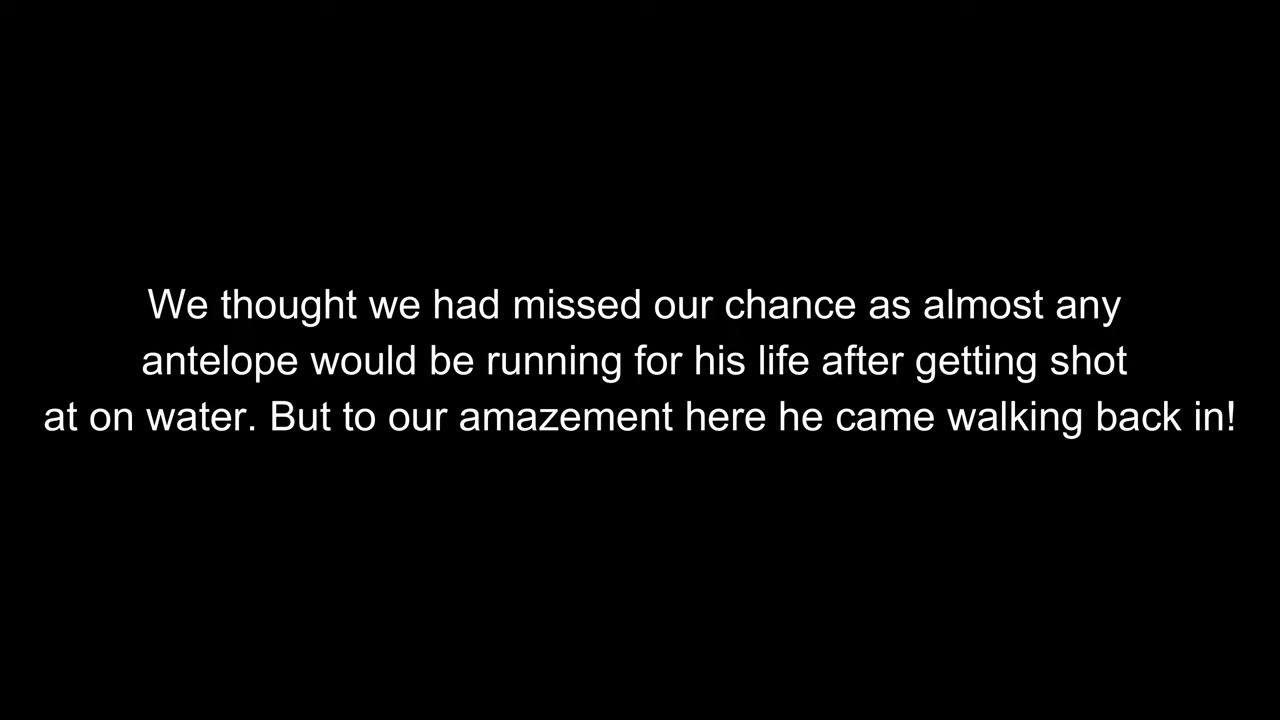 We thought we had missed our chance as almost any
antelope would be running for his life after getting shot
at on water. But to our amazement here he came walking back in!